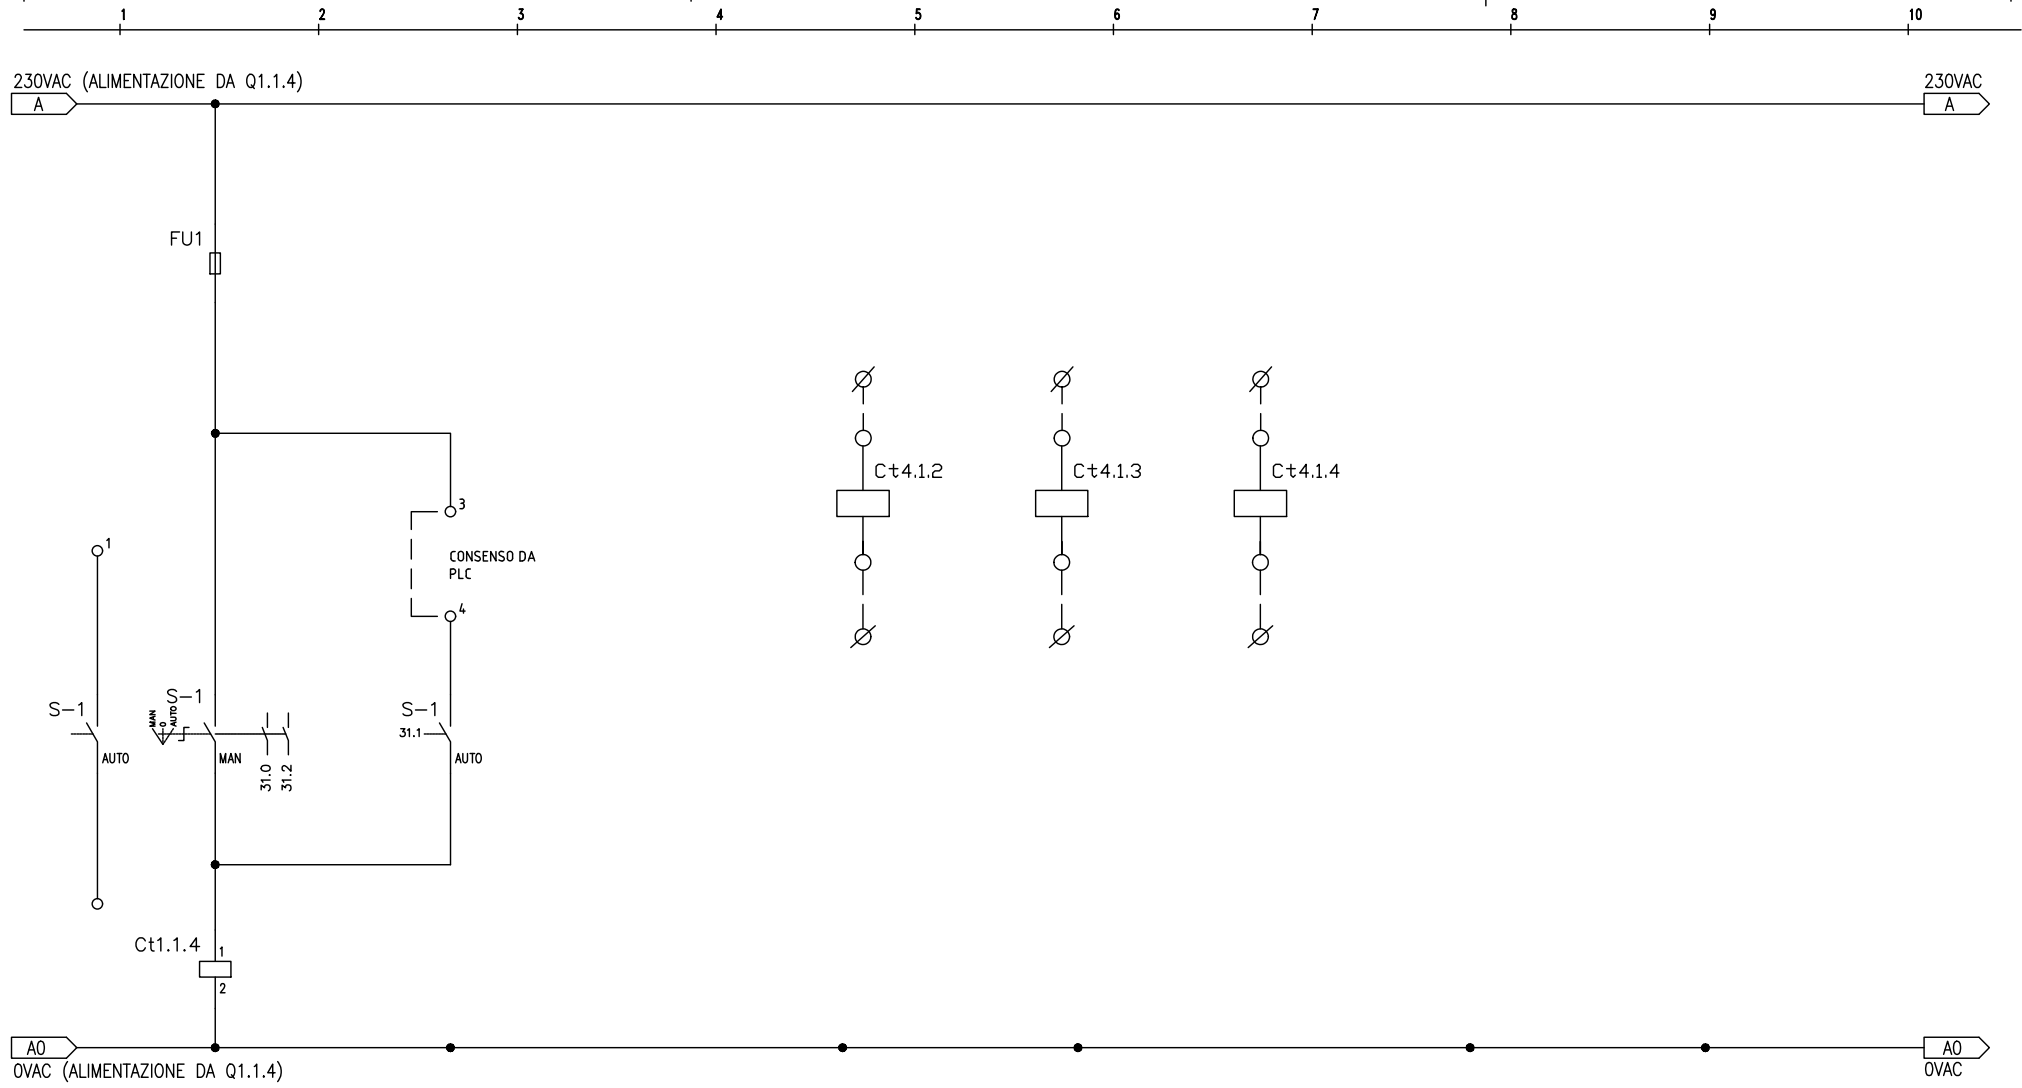 1 2 3 4 5 6 7 8 9 10
230VAC (ALIMENTAZIONE DA Q1.1.4)
230VAC
A
A
FU1
Ct4.1.2
Ct4.1.3
Ct4.1.4
3
1
CONSENSO DA
PLC
4
S-1
S-1
S-1
MAN
0
AUTO
31.1
AUTO
MAN
AUTO
31.0
31.2
Ct1.1.4
1
2
A0
A0
0VAC (ALIMENTAZIONE DA Q1.1.4)
0VAC